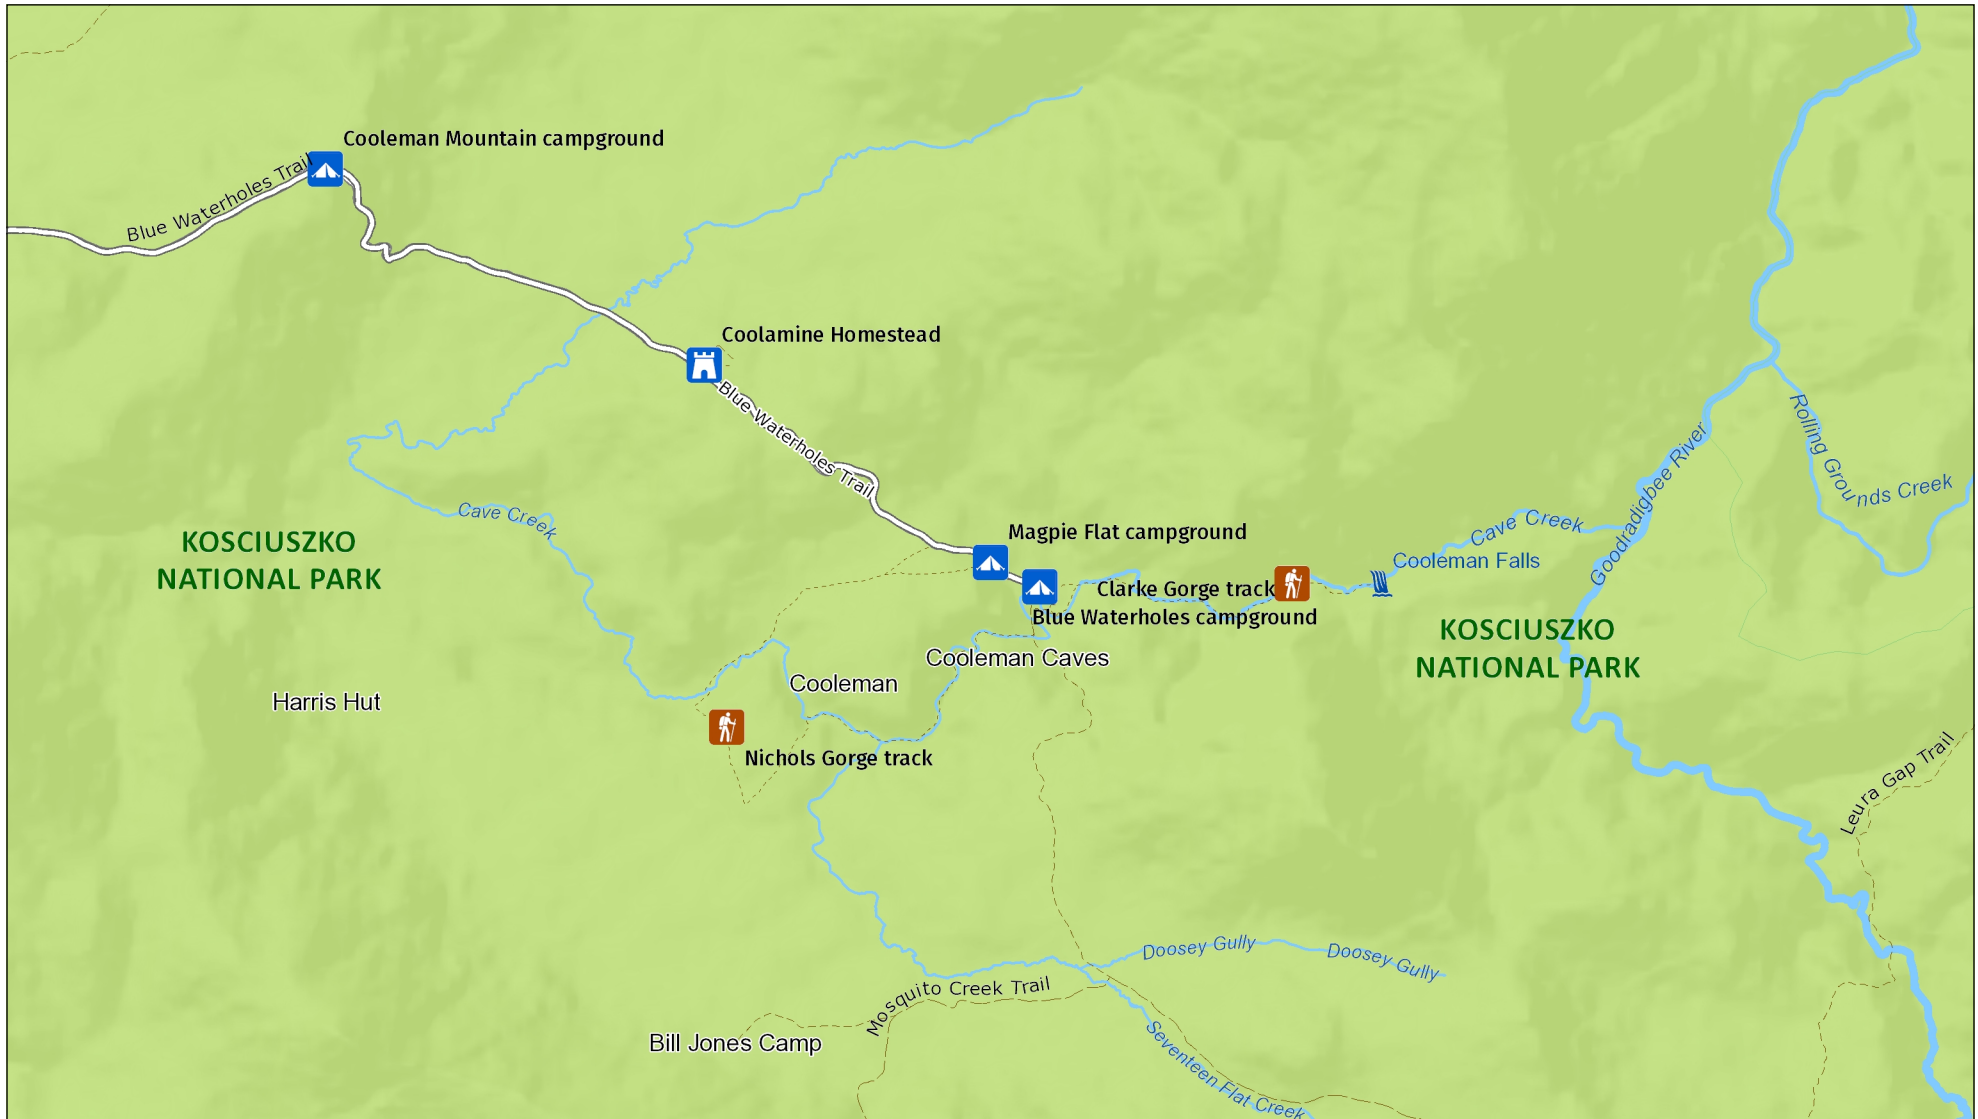 Cooleman Mountain campground
Blue Waterholes Trail
Coolamine Homestead
Blue Waterholes Trail
Rolling Grounds Creek
Goodradigbee River
Cave Creek
Cave Creek
Magpie Flat campground
KOSCIUSZKO
NATIONAL PARK
Cooleman Falls
Clarke Gorge track
Blue Waterholes campground
KOSCIUSZKO
NATIONAL PARK
Cooleman Caves
Cooleman
Harris Hut
Nichols Gorge track
Leura Gap Trail
Doosey Gully
Doosey Gully
Mosquito Creek Trail
Bill Jones Camp
Seventeen Flat Creek